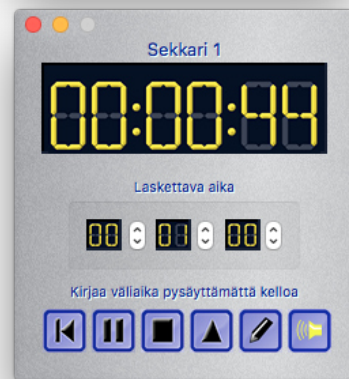 Sekkari 1
00:00:44
Laskettava aika
00 01 00
Kirjaa väliaika pysäyttämättä kelloa